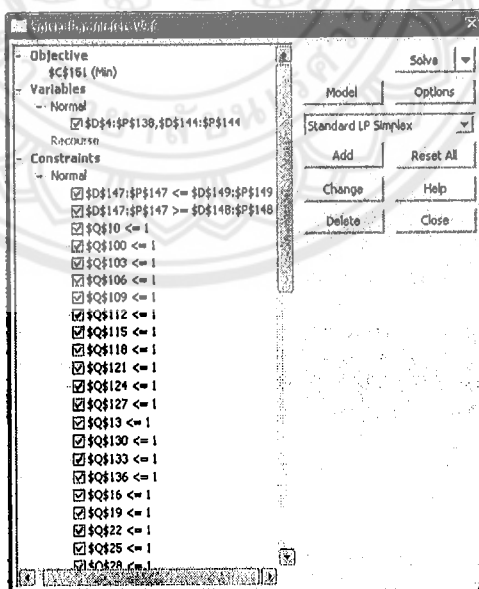 Objective
$C$151 (Min)
Variables
Normal
$D$4:$P$138,$D$144:$P$144
Recourse
Constraints
Normal
$D$147:$P$147 <= $D$149:$P$149
$D$147:$P$147 >= $D$148:$P$148
$Q$10 <= 1
$Q$100 <= 1
$Q$103 <= 1
$Q$106 <= 1
$Q$109 <= 1
$Q$112 <= 1
$Q$115 <= 1
$Q$118 <= 1
$Q$121 <= 1
$Q$124 <= 1
$Q$127 <= 1
$Q$13 <= 1
$Q$130 <= 1
$Q$133 <= 1
$Q$136 <= 1
$Q$16 <= 1
$Q$19 <= 1
$Q$22 <= 1
$Q$25 <= 1
$Q$28 <= 1
Solve
Model
Options
Standard LP Simplex
Add
Reset All
Change
Help
Delete
Close